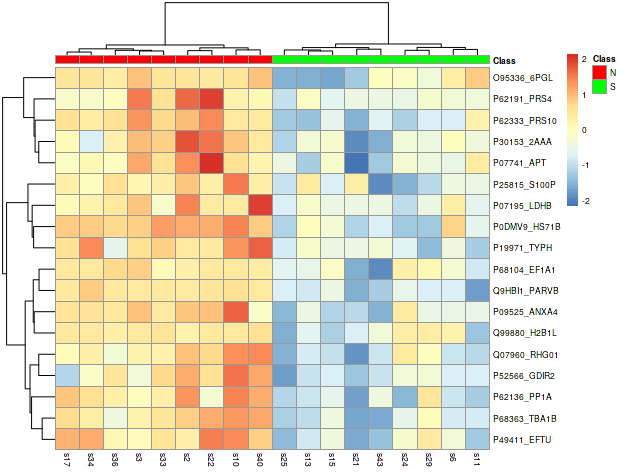 Class
O95336_6PGL
P62191_PRS4
P62333_PRS10
P30153_2AAA
P07741_APT
P25815_S100P
P07195_LDHB
P0DMV9_HS71B
P19971_TYPH
P68104_EF1A1
Q9HBI1_PARVB
P09525_ANXA4
Q99880_H2B1L
Q07960_RHG01
P52566_GDIR2
P62136_PP1A
P68363_TBA1B
P49411_EFTU
s17 s34 s36 s3 s33 s2 s22 s10 s40 s25 s13 s15 s21 s43 s24 s29 s6 s11
2
1
0
-1
-2
Class
N
S